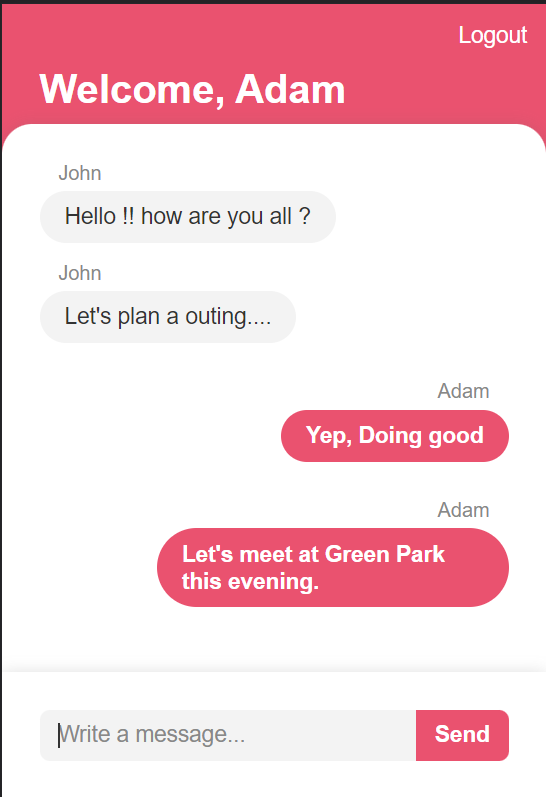 Logout
Welcome, Adam
John
Hello !! how are you all ?
John
Let's plan a outing....
Adam
Yep, Doing good
Adam
Let's meet at Green Park
this evening.
Write a message...
Send